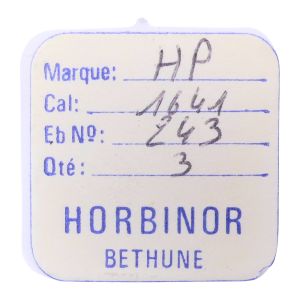 Marque: HP
Cal: 1641
Eb Nº: 243
Qté: 3
HORBINOR
BETHUNE